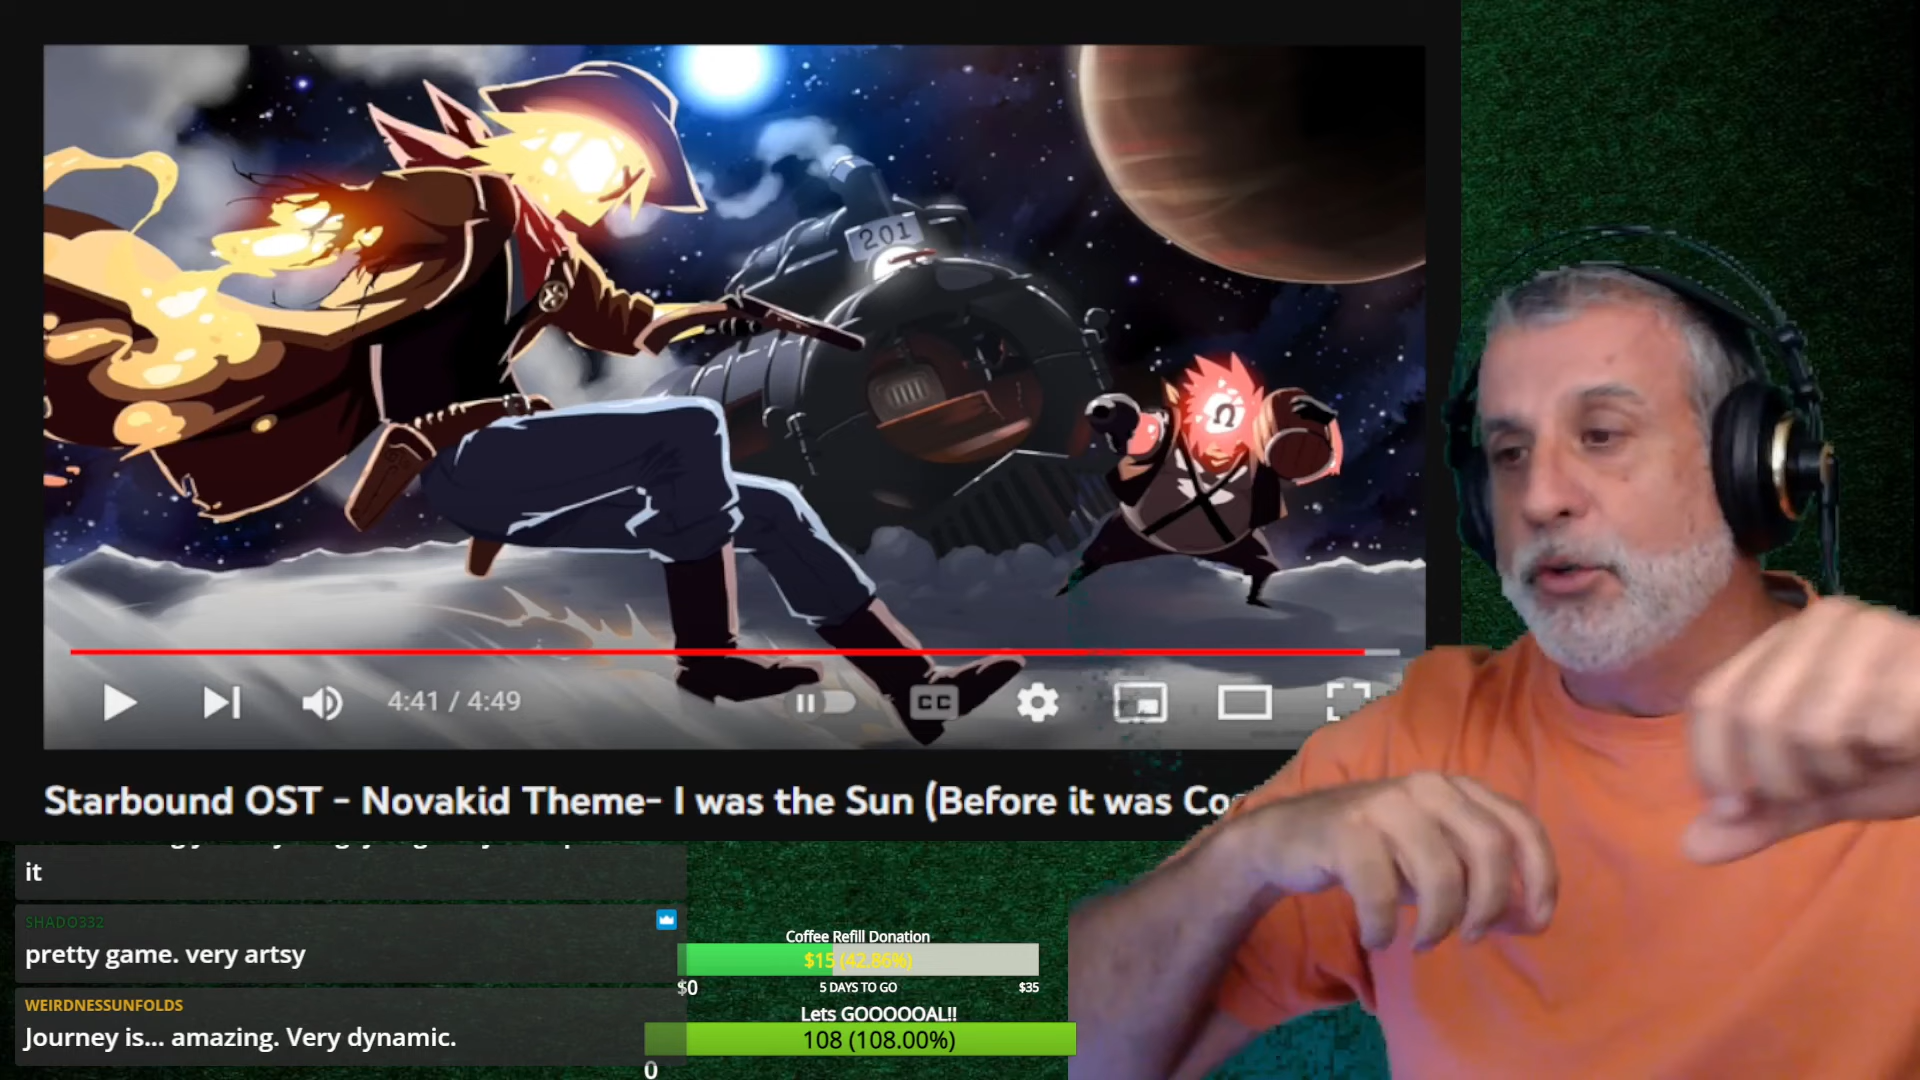 201
Ω
4:41 / 4:49
CC
Starbound OST - Novakid Theme- I was the Sun (Before it was
it
SHADO332
pretty game. very artsy
WEIRDNESSUNFOLDS
Journey is... amazing. Very dynamic.
Coffee Refill Donation
$15 (42.86%)
$0
5 DAYS TO GO
$35
Lets GOOOOOAL!!
108 (108.00%)
0